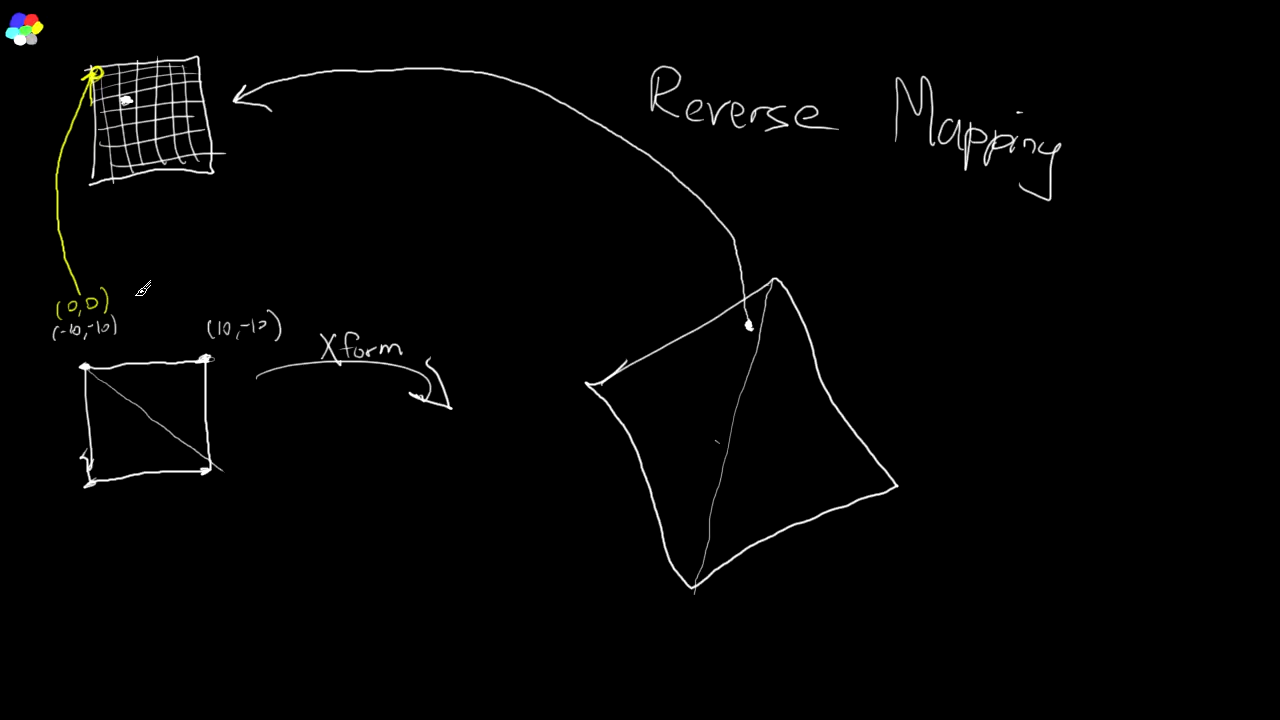 Reverse Mapping
(0,0)
(-10,-10)
(10,-10)
Xform